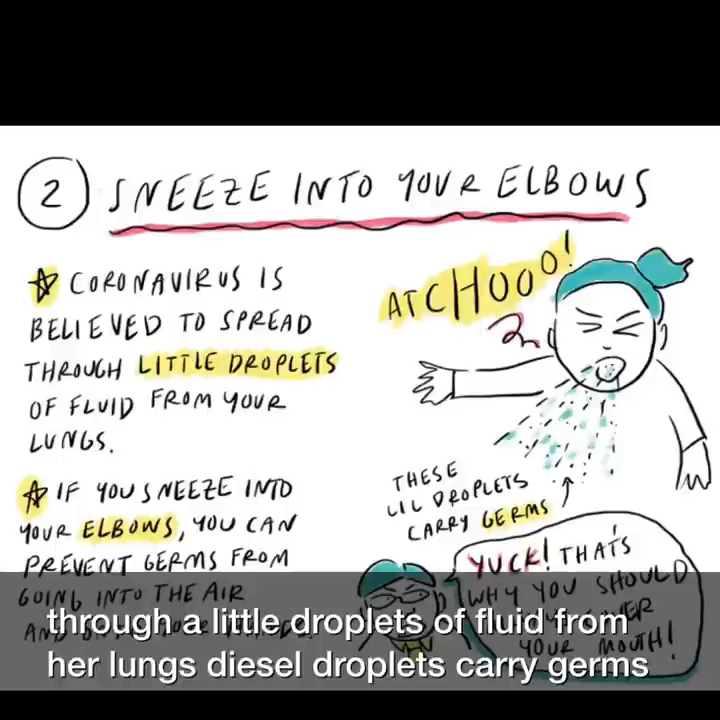 2 SNEEZE INTO YOUR ELBOWS
CORONAVIRUS IS
BELIEVED TO SPREAD
THROUGH LITTLE DROPLETS
OF FLUID FROM YOUR
LUNGS.
IF YOU SNEEZE INTO
YOUR ELBOWS, YOU CAN
PREVENT GERMS FROM
GOING INTO THE AIR
AND
ATCHOOO!
THESE
LIL DROPLETS
CARRY GERMS
YUCK! THAT'S
WHY YOU SHOULD
YOUR MOUTH!
through a little droplets of fluid from
her lungs diesel droplets carry germs